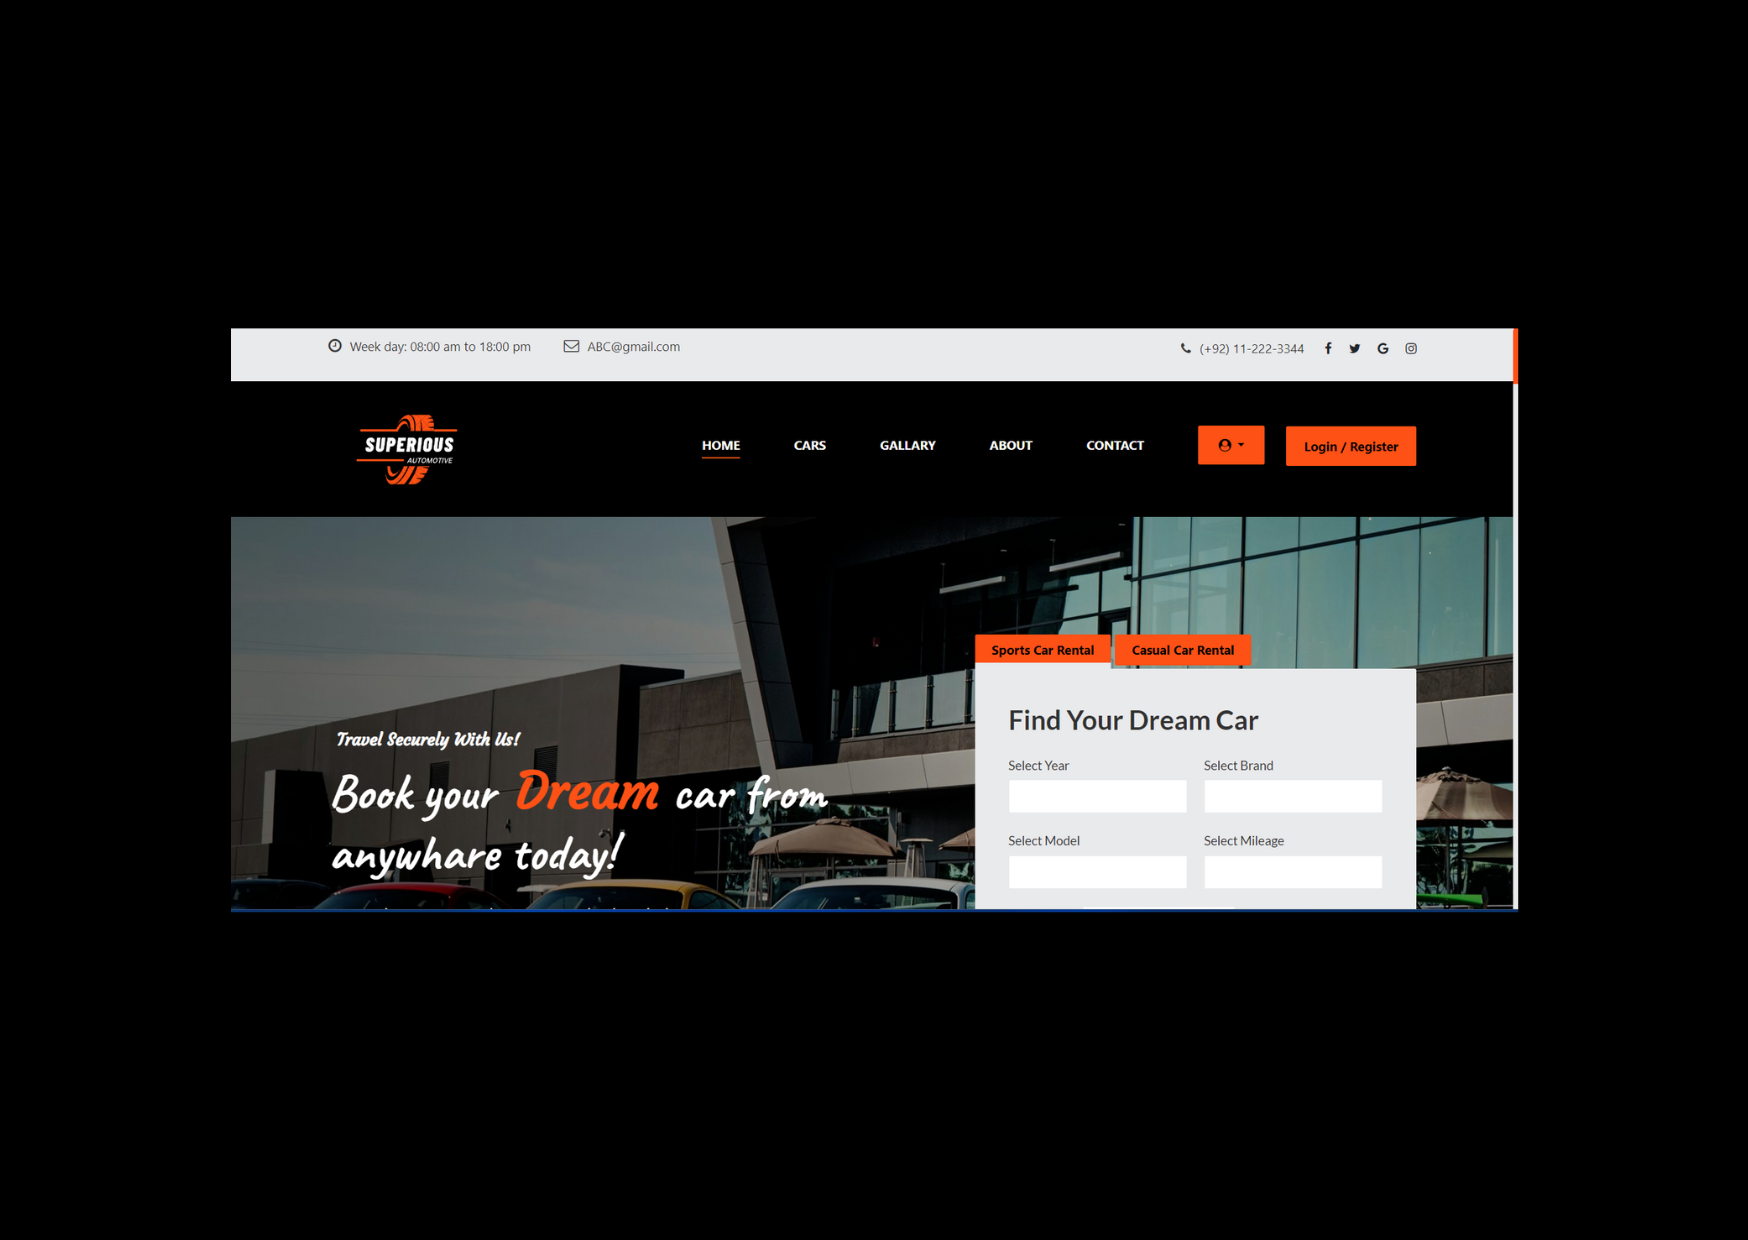 Week day: 08:00 am to 18:00 pm ABC@gmail.com (+92) 11-222-3344
SUPERIOUS
AUTOMOTIVE
HOME CARS GALLARY ABOUT CONTACT Login / Register
Sports Car Rental Casual Car Rental
Find Your Dream Car
Select Year Select Brand
Select Model Select Mileage
Travel Securely With Us!
Book your Dream car from
anywhare today!